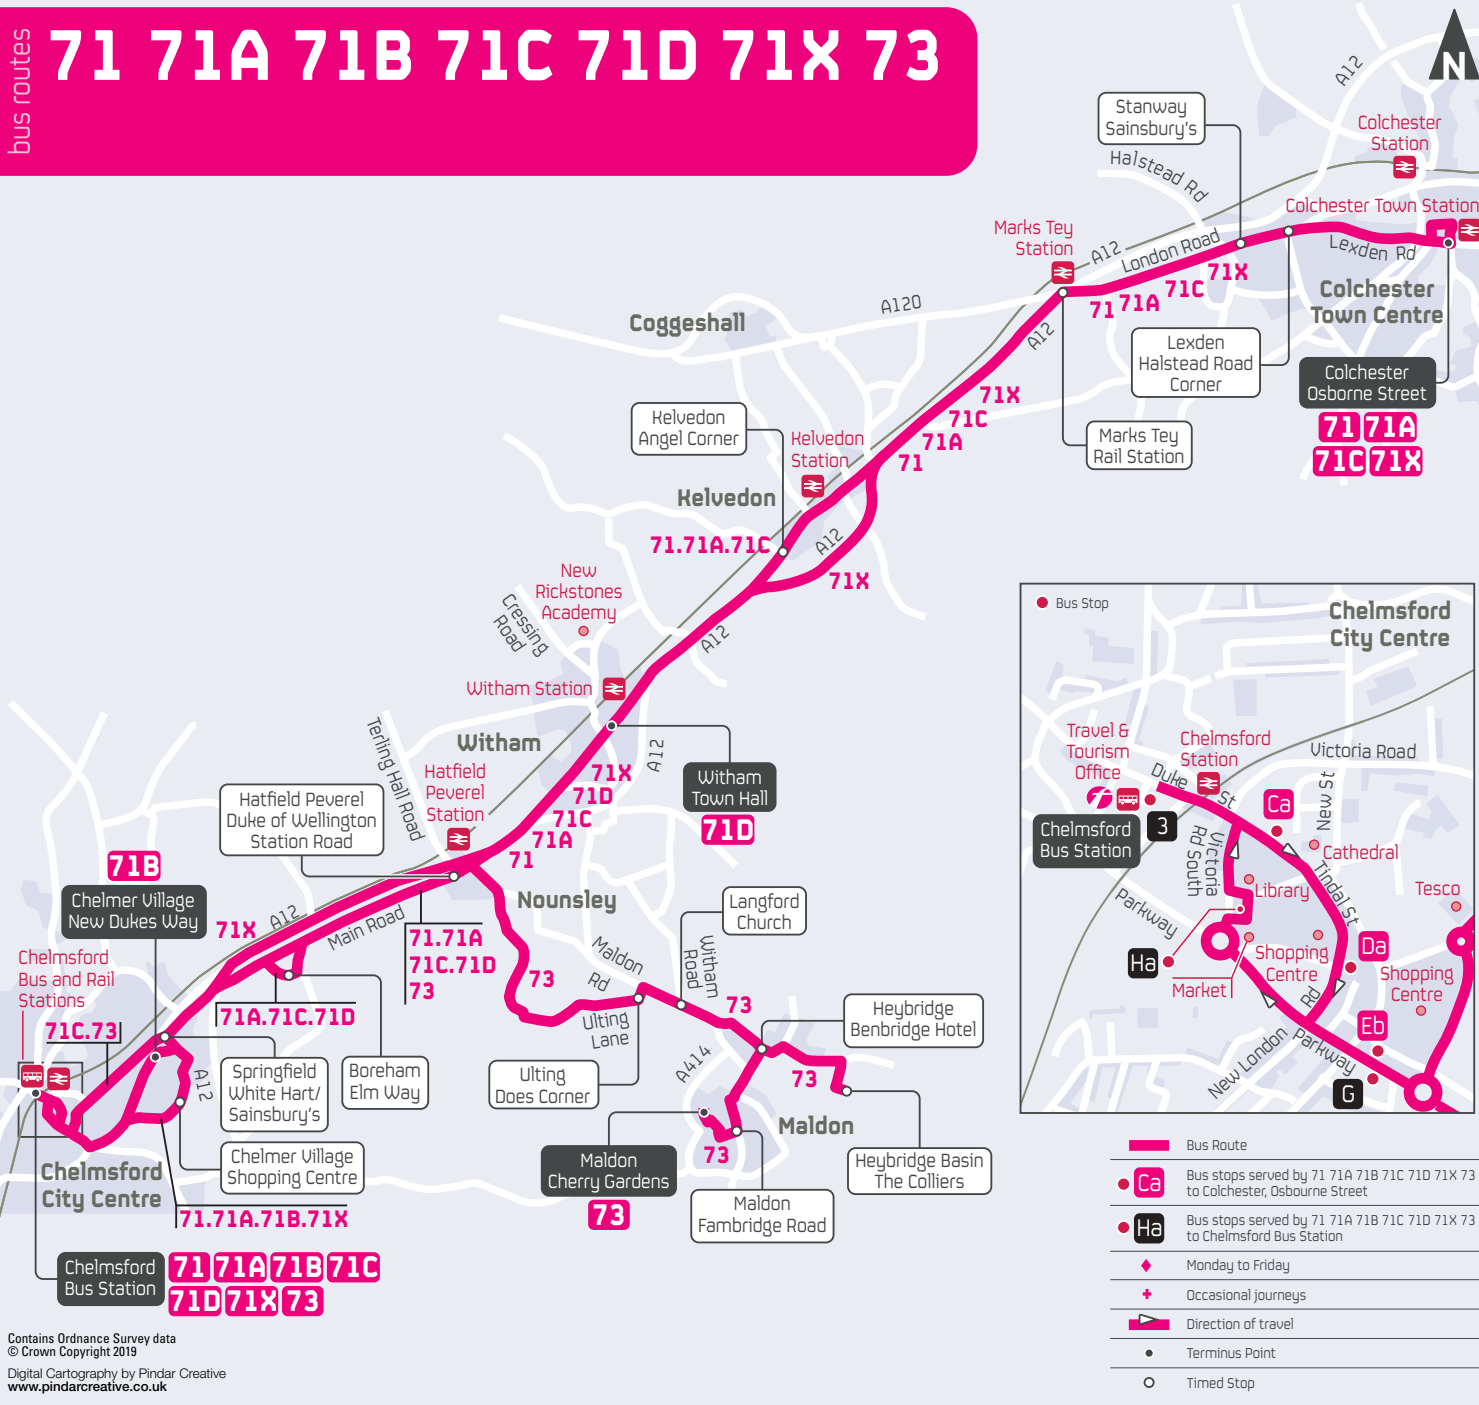 bus routes
71 71A 71B 71C 71D 71X 73
N
A12
Stanway
Sainsbury's
Colchester
Station
Halstead Rd
Colchester Town Station
Marks Tey
Station
A12
London Road
Lexden Rd
71X
71C
71A
71
Colchester
Town Centre
A120
Coggeshall
A12
Lexden
Halstead Road
Corner
Colchester
Osborne Street
71 71A
71C 71X
71X
71C
71A
71
Kelvedon
Angel Corner
Kelvedon
Station
Marks Tey
Rail Station
Kelvedon
71.71A.71C
A12
71X
New
Rickstones
Academy
Cressing
Road
A12
Witham Station
Witham
A12
Terling Hall Road
Hatfield
Peverel
Station
71X
71D
71C
71A
71
Witham
Town Hall
71D
Hatfield Peverel
Duke of Wellington
Station Road
71B
Chelmer Village
New Dukes Way
71X
A12
Main Road
Nounsley
71.71A
71C.71D
73
Langford
Church
Maldon
Rd
Witham
Road
73
Chelmsford
Bus and Rail
Stations
71C.73
71A.71C.71D
Ulting
Lane
73
Heybridge
Benbridge Hotel
A414
73
A12
Springfield
White Hart/
Sainsbury's
Boreham
Elm Way
Ulting
Does Corner
Maldon
73
Chelmsford
City Centre
Chelmer Village
Shopping Centre
Maldon
Cherry Gardens
73
Heybridge Basin
The Colliers
Maldon
Fambridge Road
71.71A.71B.71X
Chelmsford
Bus Station
71 71A 71B 71C
71D 71X 73
Contains Ordnance Survey data
© Crown Copyright 2019
Digital Cartography by Pindar Creative
www.pindarcreative.co.uk
Bus Stop
Chelmsford
City Centre
Travel &
Tourism
Office
Chelmsford
Station
Victoria Road
Duke
St
New St
Ca
3
Chelmsford
Bus Station
Victoria
Rd South
Cathedral
Tindal St
Library
Tesco
Parkway
Ha
Shopping
Centre
Da
Shopping
Centre
Market
Rd
Eb
New London
Parkway
G
Bus Route
Ca
Bus stops served by 71 71A 71B 71C 71D 71X 73
to Colchester, Osbourne Street
Ha
Bus stops served by 71 71A 71B 71C 71D 71X 73
to Chelmsford Bus Station
Monday to Friday
Occasional journeys
Direction of travel
Terminus Point
Timed Stop